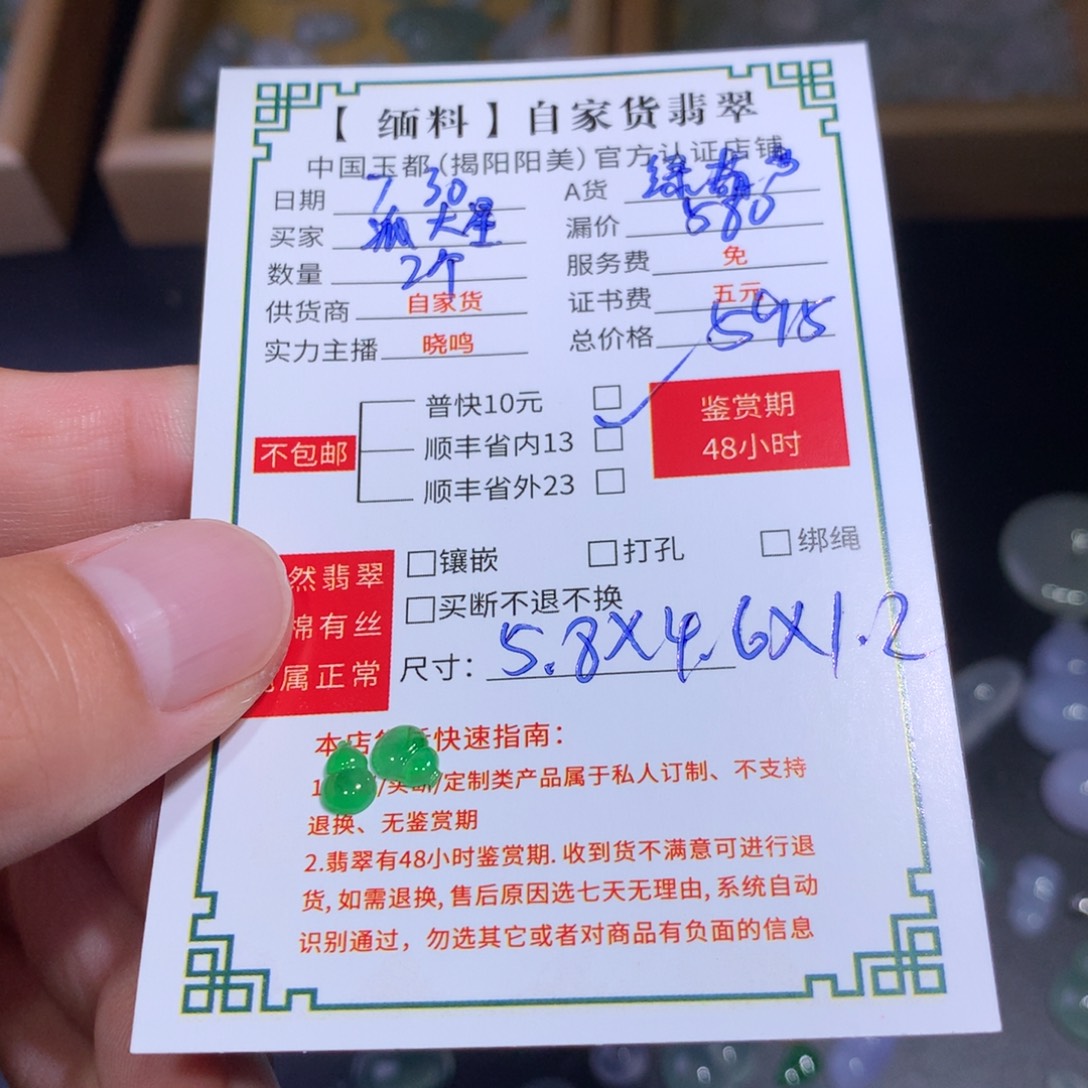 【 缅料 】自家货翡翠
中国玉都(揭阳阳美)官方认证店铺
日期 7 30 A货 绿葫芦
买家 大星 漏价 580
数量 2个 服务费 免
供货商 自家货 证书费 五元
实力主播 晓鸣 总价格 595
普快10元 鉴赏期
不包邮 顺丰省内13 48小时
顺丰省外23
然翡翠 镶嵌 打孔 绑绳
棉有丝 买断不退不换
属正常 尺寸: 5.8X4.6X1.2
本店 快速指南:
1 /定制类产品属于私人订制、不支持
退换、无鉴赏期
2.翡翠有48小时鉴赏期. 收到货不满意可进行退
货, 如需退换, 售后原因选七天无理由, 系统自动
识别通过，勿选其它或者对商品有负面的信息